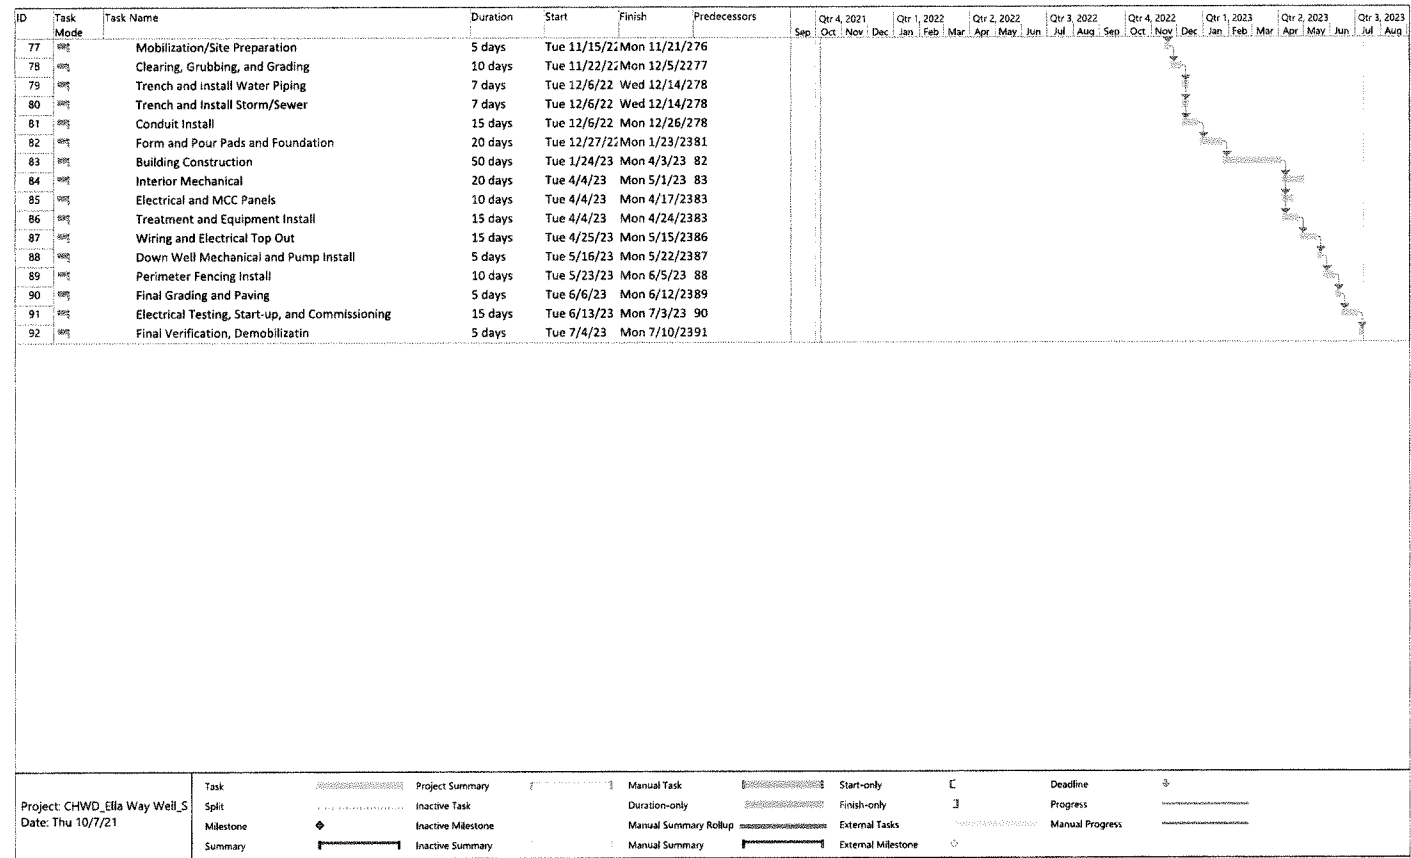 ID Task Mode Task Name Duration Start Finish Predecessors Qtr 4, 2021 Qtr 1, 2022 Qtr 2, 2022 Qtr 3, 2022 Qtr 4, 2022 Qtr 1, 2023 Qtr 2, 2023 Qtr 3, 2023
Sep Oct Nov Dec Jan Feb Mar Apr May Jun Jul Aug Sep Oct Nov Dec Jan Feb Mar Apr May Jun Jul Aug
77 Mobilization/Site Preparation 5 days Tue 11/15/22 Mon 11/21/2 76
78 Clearing, Grubbing, and Grading 10 days Tue 11/22/22 Mon 12/5/22 77
79 Trench and Install Water Piping 7 days Tue 12/6/22 Wed 12/14/2 78
80 Trench and Install Storm/Sewer 7 days Tue 12/6/22 Wed 12/14/2 78
81 Conduit Install 15 days Tue 12/6/22 Mon 12/26/2 78
82 Form and Pour Pads and Foundation 20 days Tue 12/27/22 Mon 1/23/23 81
83 Building Construction 50 days Tue 1/24/23 Mon 4/3/23 82
84 Interior Mechanical 20 days Tue 4/4/23 Mon 5/1/23 83
85 Electrical and MCC Panels 10 days Tue 4/4/23 Mon 4/17/23 83
86 Treatment and Equipment Install 15 days Tue 4/4/23 Mon 4/24/23 83
87 Wiring and Electrical Top Out 15 days Tue 4/25/23 Mon 5/15/23 86
88 Down Well Mechanical and Pump Install 5 days Tue 5/16/23 Mon 5/22/23 87
89 Perimeter Fencing Install 10 days Tue 5/23/23 Mon 6/5/23 88
90 Final Grading and Paving 5 days Tue 6/6/23 Mon 6/12/23 89
91 Electrical Testing, Start-up, and Commissioning 15 days Tue 6/13/23 Mon 7/3/23 90
92 Final Verification, Demobilizatin 5 days Tue 7/4/23 Mon 7/10/23 91
Project: CHWD_Ella Way Well_S
Date: Thu 10/7/21
Task Project Summary Manual Task Start-only Deadline
Split Inactive Task Duration-only Finish-only Progress
Milestone Inactive Milestone Manual Summary Rollup External Tasks Manual Progress
Summary Inactive Summary Manual Summary External Milestone